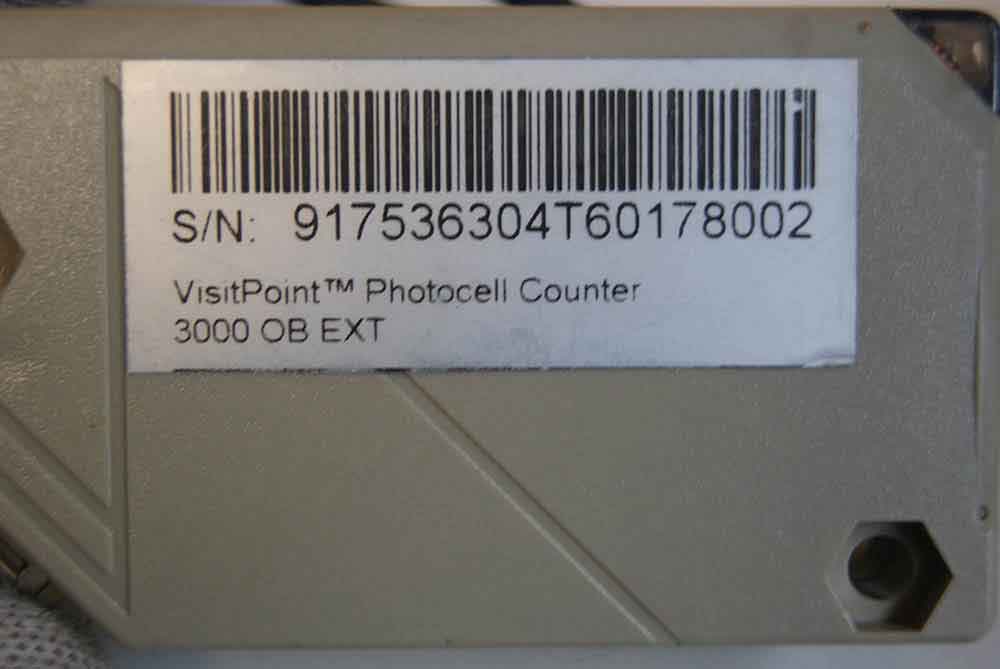 S/N: 917536304T60178002
VisitPoint™ Photocell Counter
3000 OB EXT